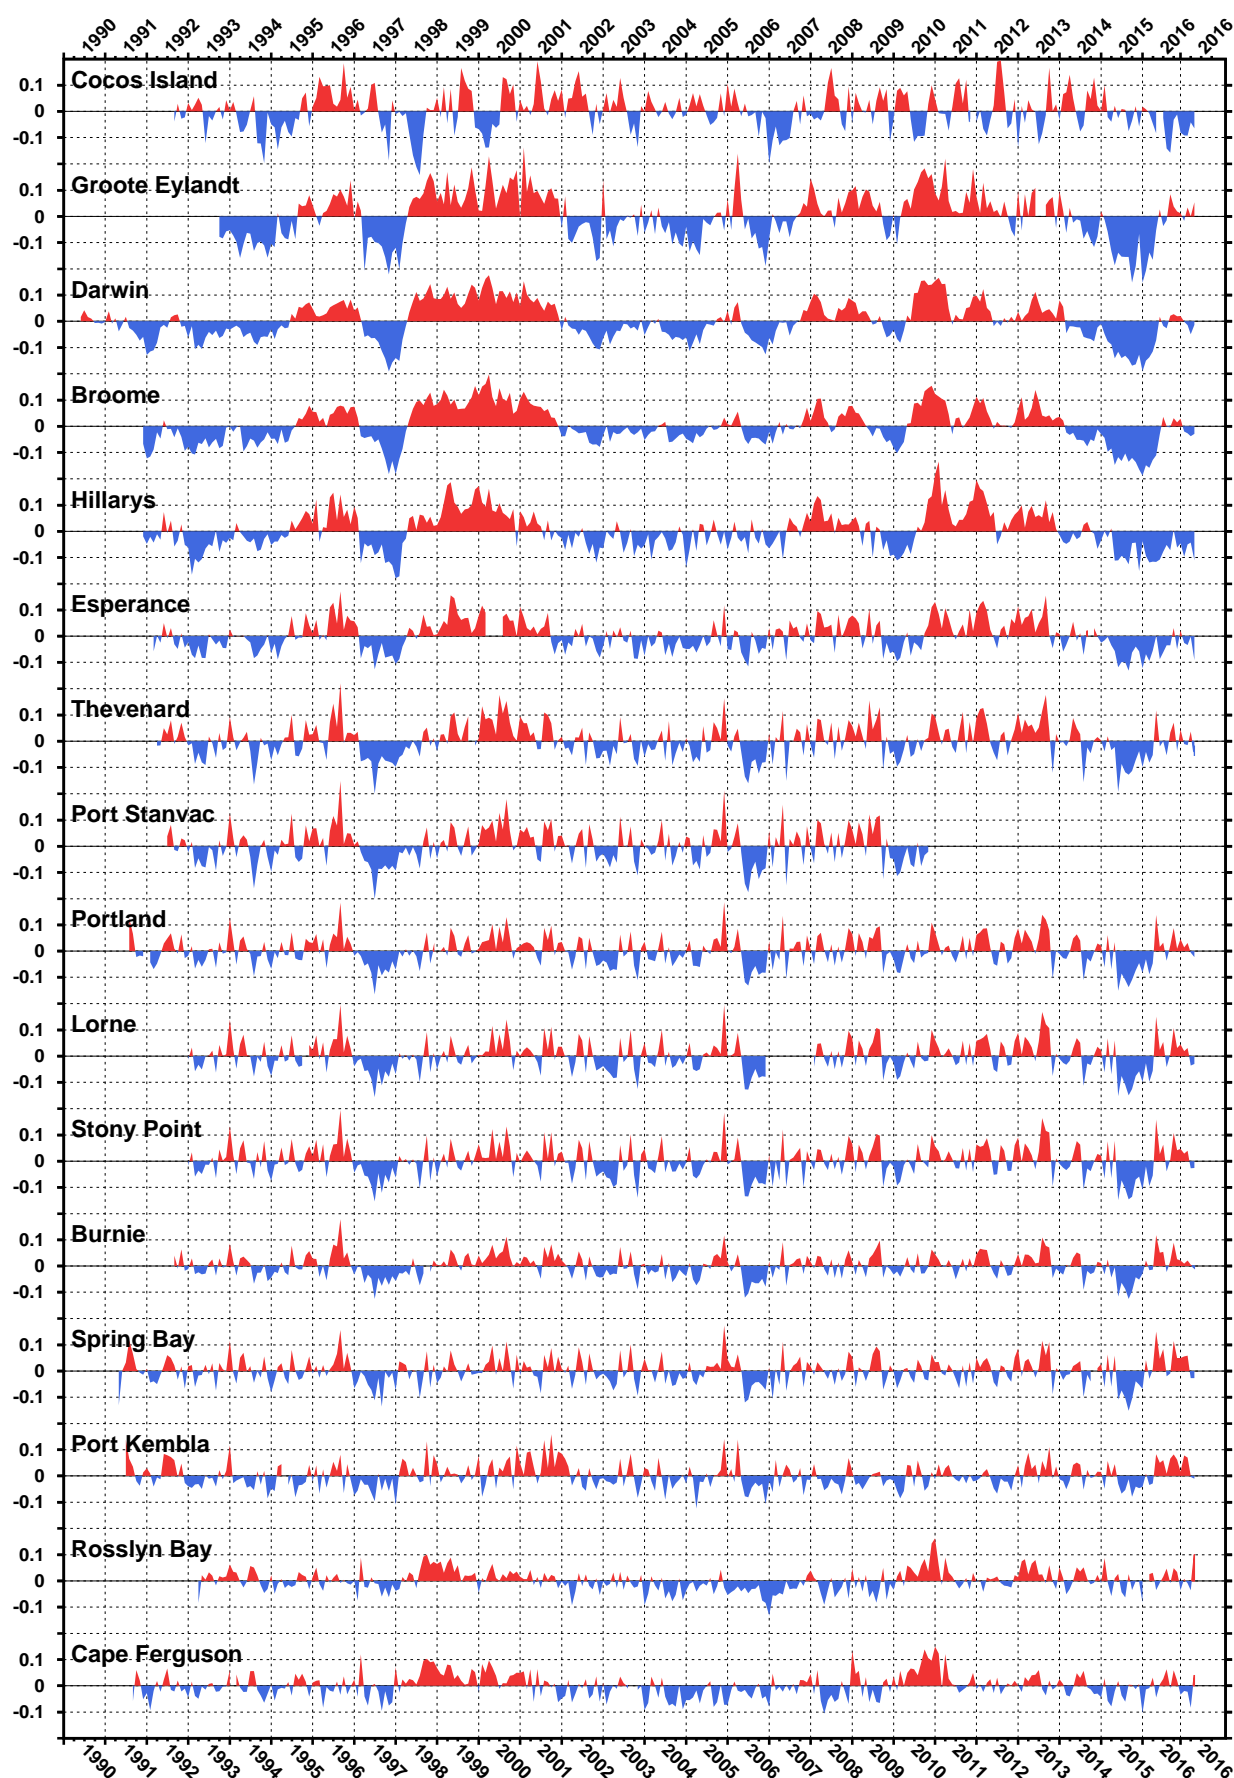 1990 1991 1992 1993 1994 1995 1996 1997 1998 1999 2000 2001 2002 2003 2004 2005 2006 2007 2008 2009 2010 2011 2012 2013 2014 2015 2016 2016
Cocos Island
0.1
0
-0.1
Groote Eylandt
0.1
0
-0.1
Darwin
0.1
0
-0.1
Broome
0.1
0
-0.1
Hillarys
0.1
0
-0.1
Esperance
0.1
0
-0.1
Thevenard
0.1
0
-0.1
Port Stanvac
0.1
0
-0.1
Portland
0.1
0
-0.1
Lorne
0.1
0
-0.1
Stony Point
0.1
0
-0.1
Burnie
0.1
0
-0.1
Spring Bay
0.1
0
-0.1
Port Kembla
0.1
0
-0.1
Rosslyn Bay
0.1
0
-0.1
Cape Ferguson
0.1
0
-0.1
1990 1991 1992 1993 1994 1995 1996 1997 1998 1999 2000 2001 2002 2003 2004 2005 2006 2007 2008 2009 2010 2011 2012 2013 2014 2015 2016 2016